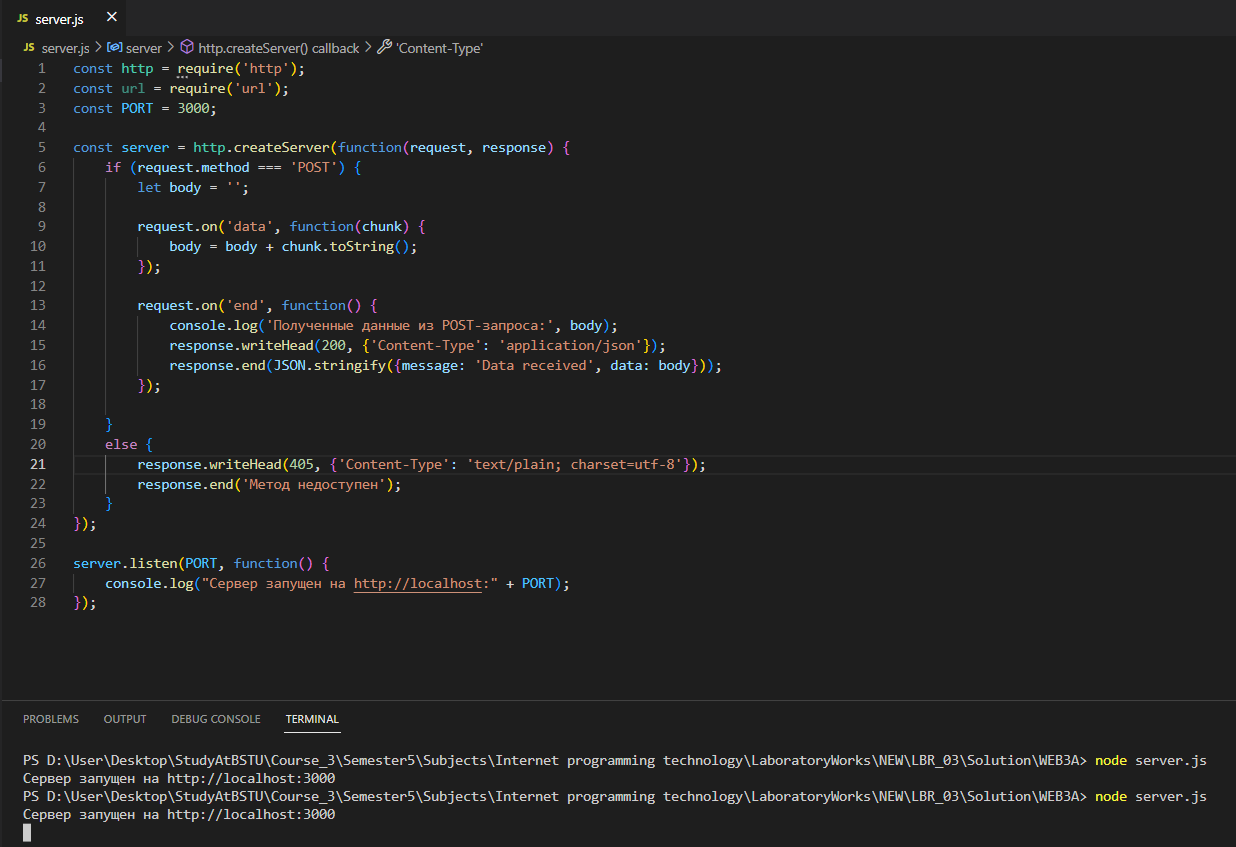 JS server.js ×
JS server.js > server > http.createServer() callback > 'Content-Type'
1 const http = require('http');
2 const url = require('url');
3 const PORT = 3000;
4
5 const server = http.createServer(function(request, response) {
6 if (request.method === 'POST') {
7 let body = '';
8
9 request.on('data', function(chunk) {
10 body = body + chunk.toString();
11 });
12
13 request.on('end', function() {
14 console.log('Полученные данные из POST-запроса:', body);
15 response.writeHead(200, {'Content-Type': 'application/json'});
16 response.end(JSON.stringify({message: 'Data received', data: body}));
17 });
18
19 }
20 else {
21 response.writeHead(405, {'Content-Type': 'text/plain; charset=utf-8'});
22 response.end('Метод недоступен');
23 }
24 });
25
26 server.listen(PORT, function() {
27 console.log("Сервер запущен на http://localhost:" + PORT);
28 });
PROBLEMS OUTPUT DEBUG CONSOLE TERMINAL
PS D:\User\Desktop\StudyAtBSTU\Course_3\Semester5\Subjects\Internet programming technology\LaboratoryWorks\NEW\LBR_03\Solution\WEB3A> node server.js
Сервер запущен на http://localhost:3000
PS D:\User\Desktop\StudyAtBSTU\Course_3\Semester5\Subjects\Internet programming technology\LaboratoryWorks\NEW\LBR_03\Solution\WEB3A> node server.js
Сервер запущен на http://localhost:3000